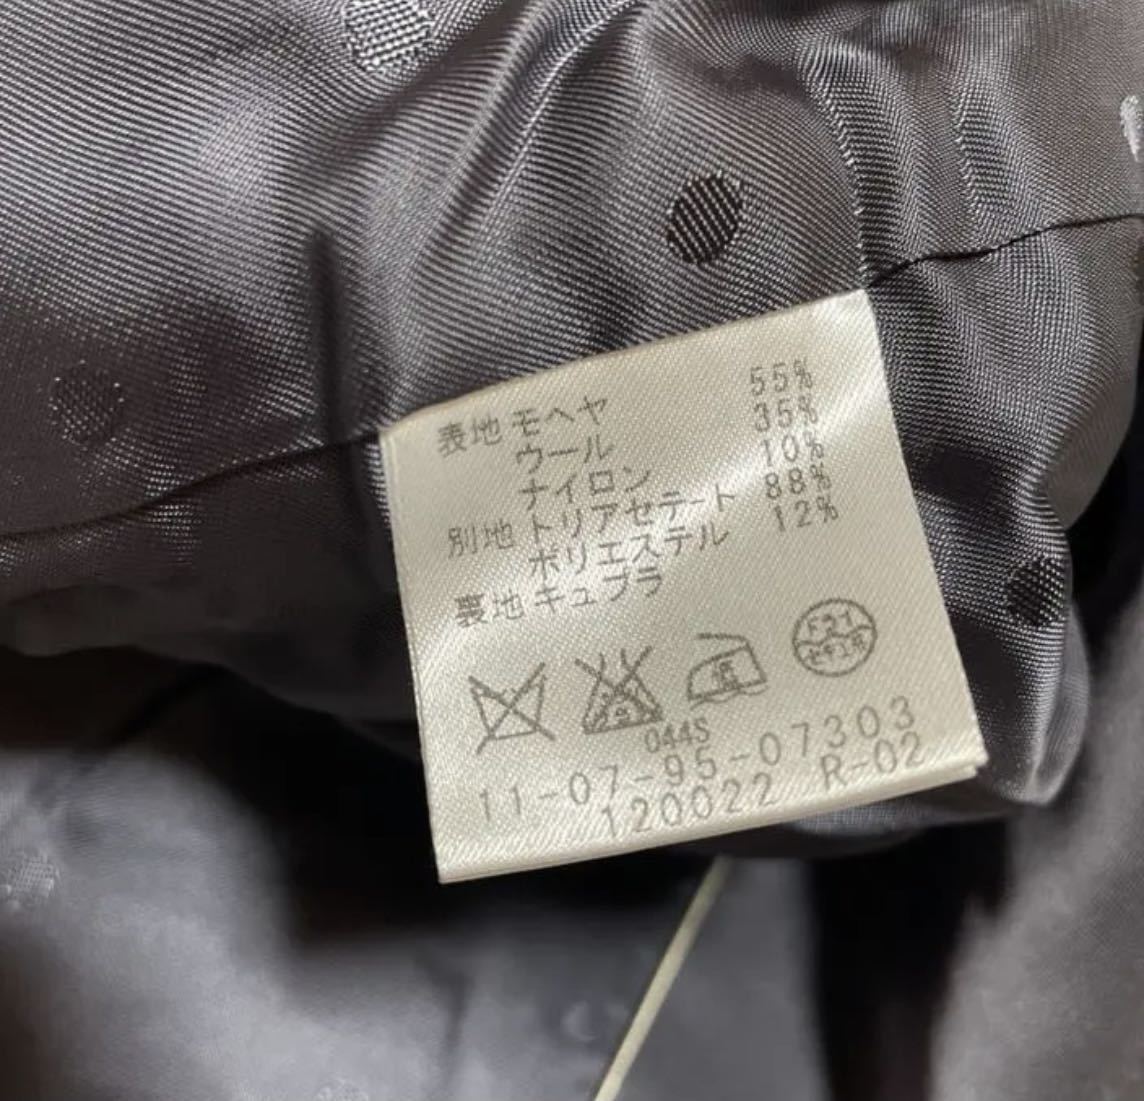 表地 モヘヤ 55%
ウール 35%
ナイロン 10%
別地 トリアセテート 88%
ポリエステル 12%
裏地 キュプラ
044S
11-07-95-07303
120022 R-02